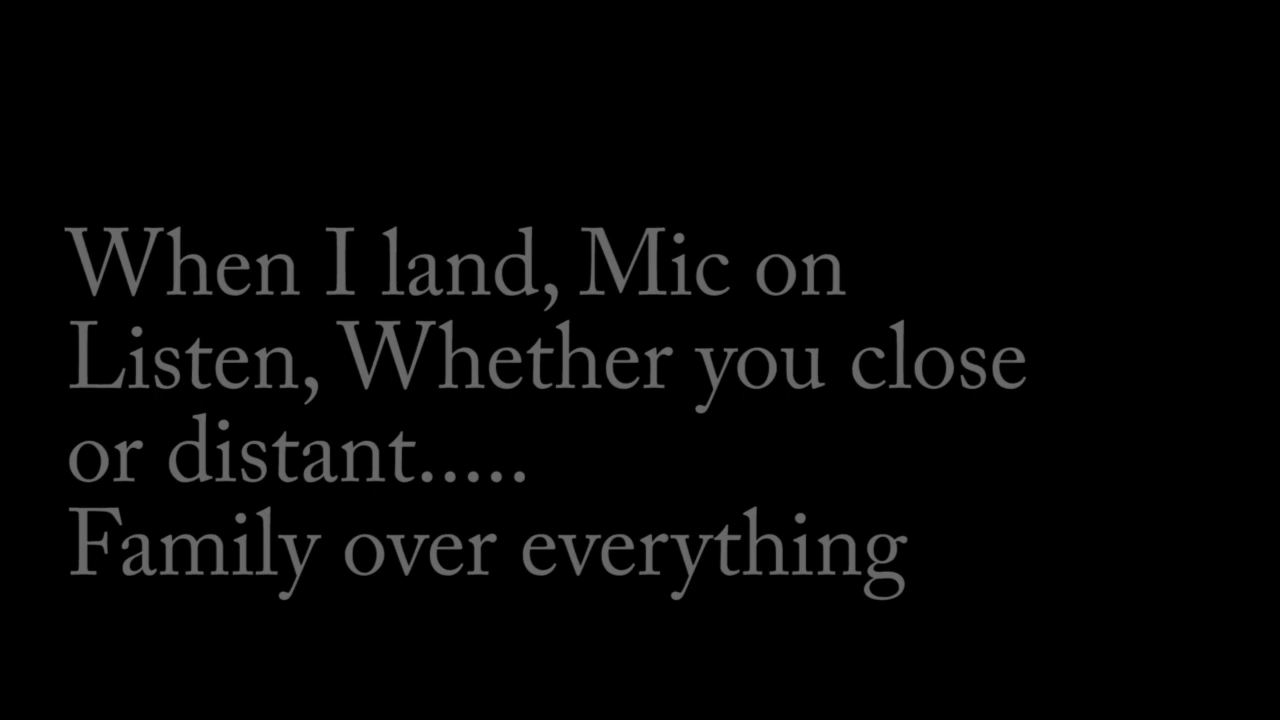 When I land, Mic on
Listen, Whether you close
or distant.....
Family over everything